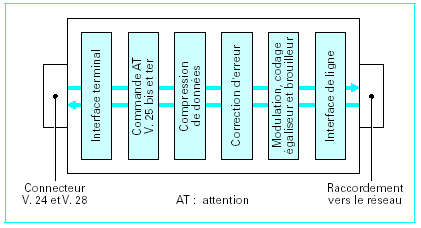 Interface terminal
Commande AT
V. 25 bis et ter
Compression
de données
Correction d'erreur
Modulation, codage
égaliseur et brouilleur
Interface de ligne
Connecteur
V. 24 et V. 28
AT : attention
Raccordement
vers le réseau